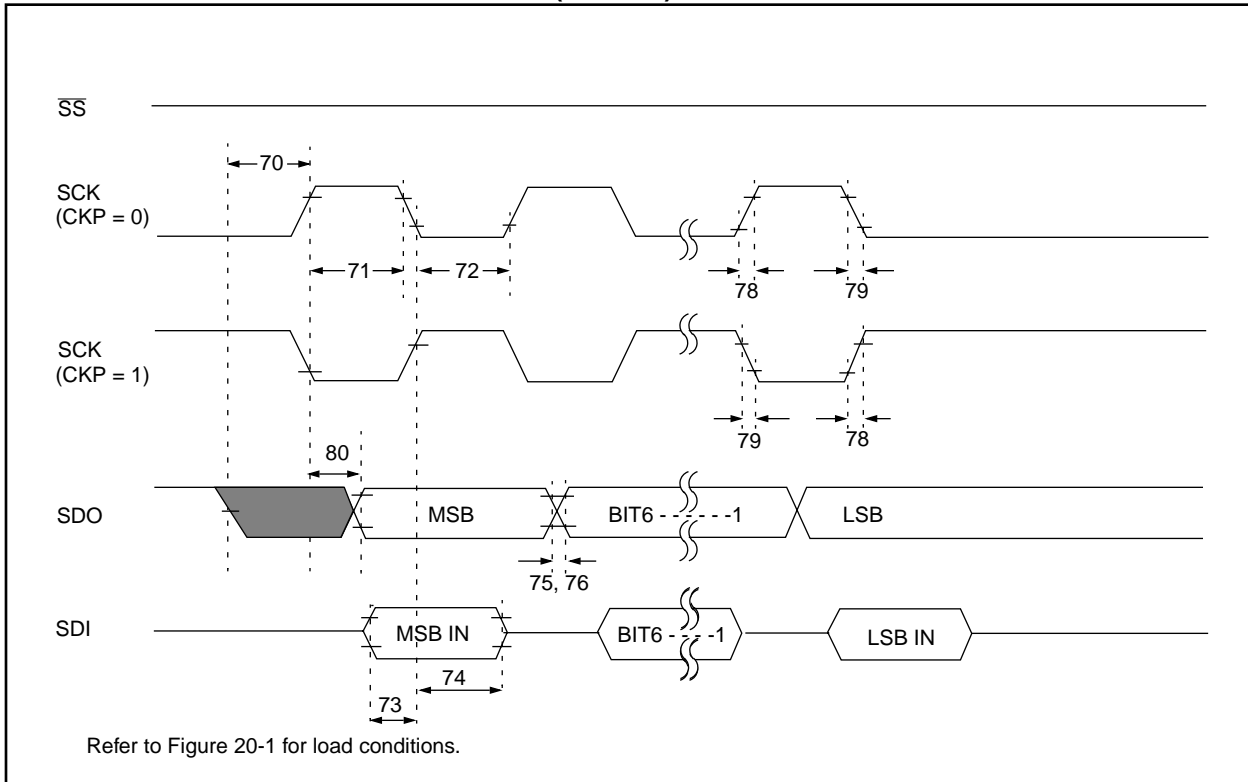 SS
70
SCK
(CKP = 0)
71
72
78
79
SCK
(CKP = 1)
79
78
80
SDO
MSB
BIT6 - - - - - -1
LSB
75, 76
SDI
MSB IN
BIT6 - - - - -1
LSB IN
74
73
Refer to Figure 20-1 for load conditions.